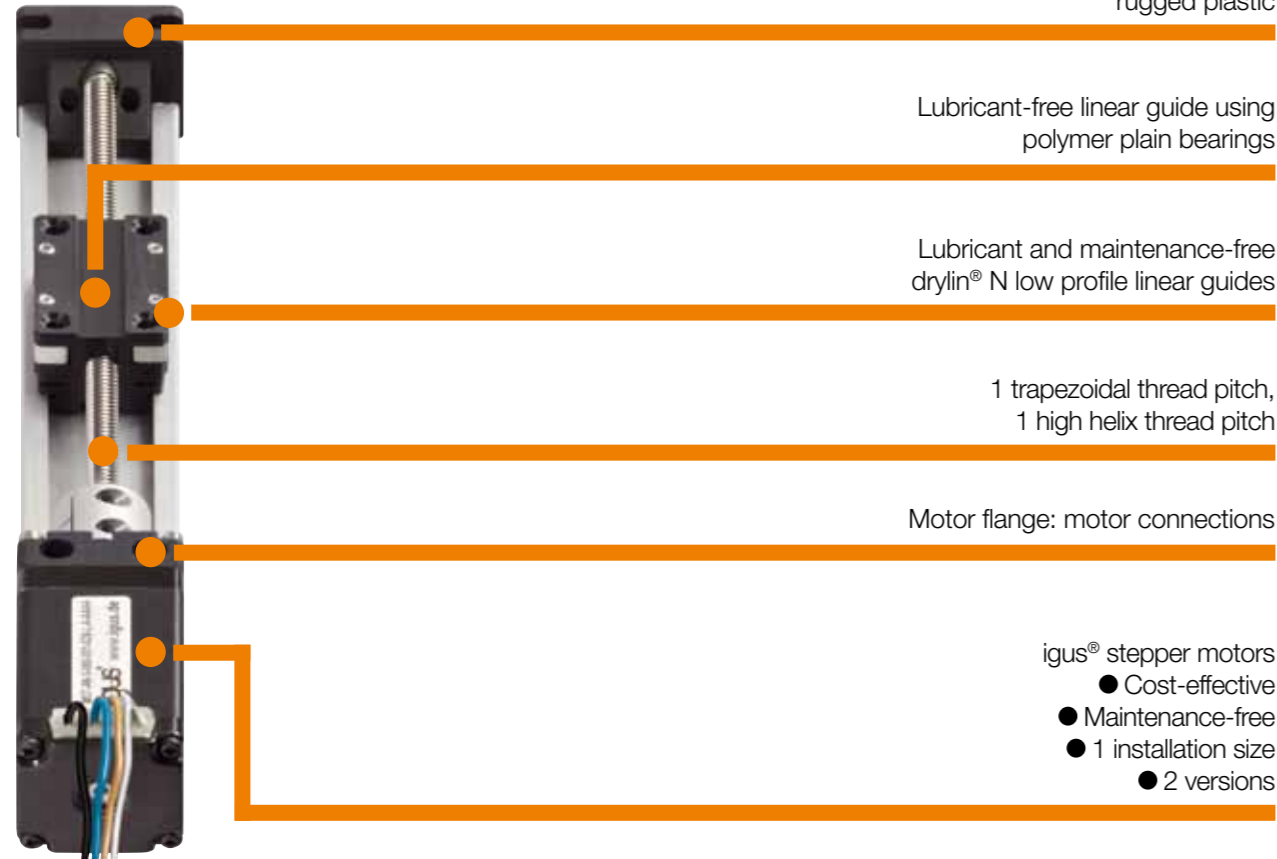 rugged plastic
Lubricant-free linear guide using
polymer plain bearings
Lubricant and maintenance-free
drylin® N low profile linear guides
1 trapezoidal thread pitch,
1 high helix thread pitch
Motor flange: motor connections
igus® stepper motors
● Cost-effective
● Maintenance-free
● 1 installation size
● 2 versions